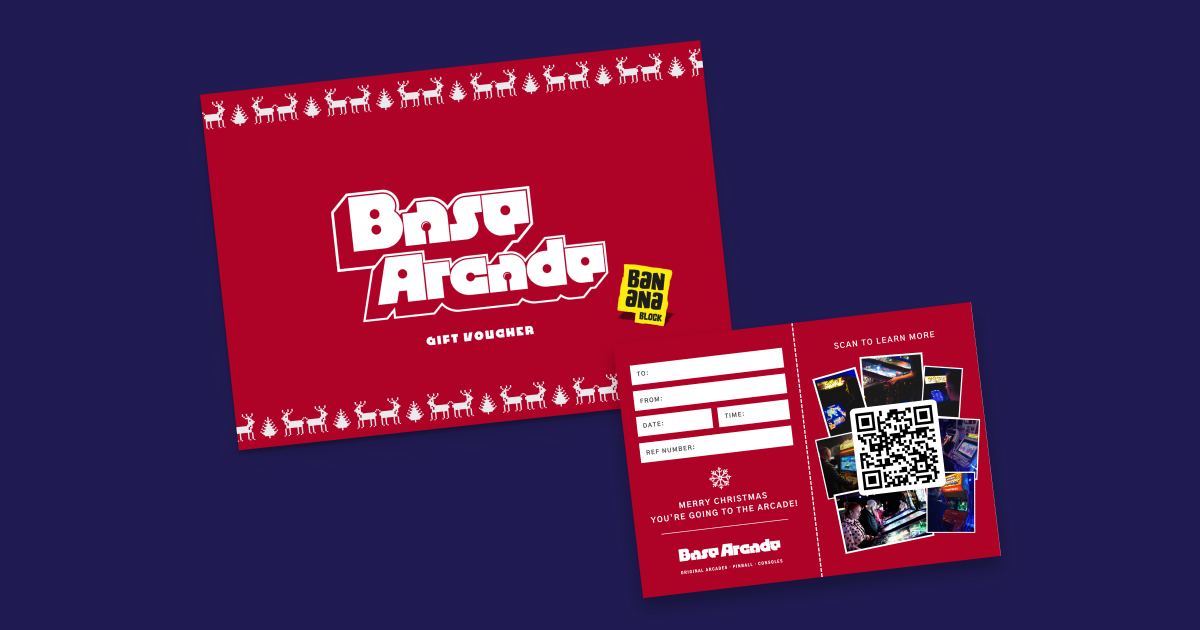 Base
Arcade
GIFT VOUCHER
BAN
ANA
BLOCK
TO:
FROM:
DATE:
TIME:
REF NUMBER:
MERRY CHRISTMAS
YOU'RE GOING TO THE ARCADE!
Base Arcade
ORIGINAL ARCADES · PINBALL · CONSOLES
SCAN TO LEARN MORE